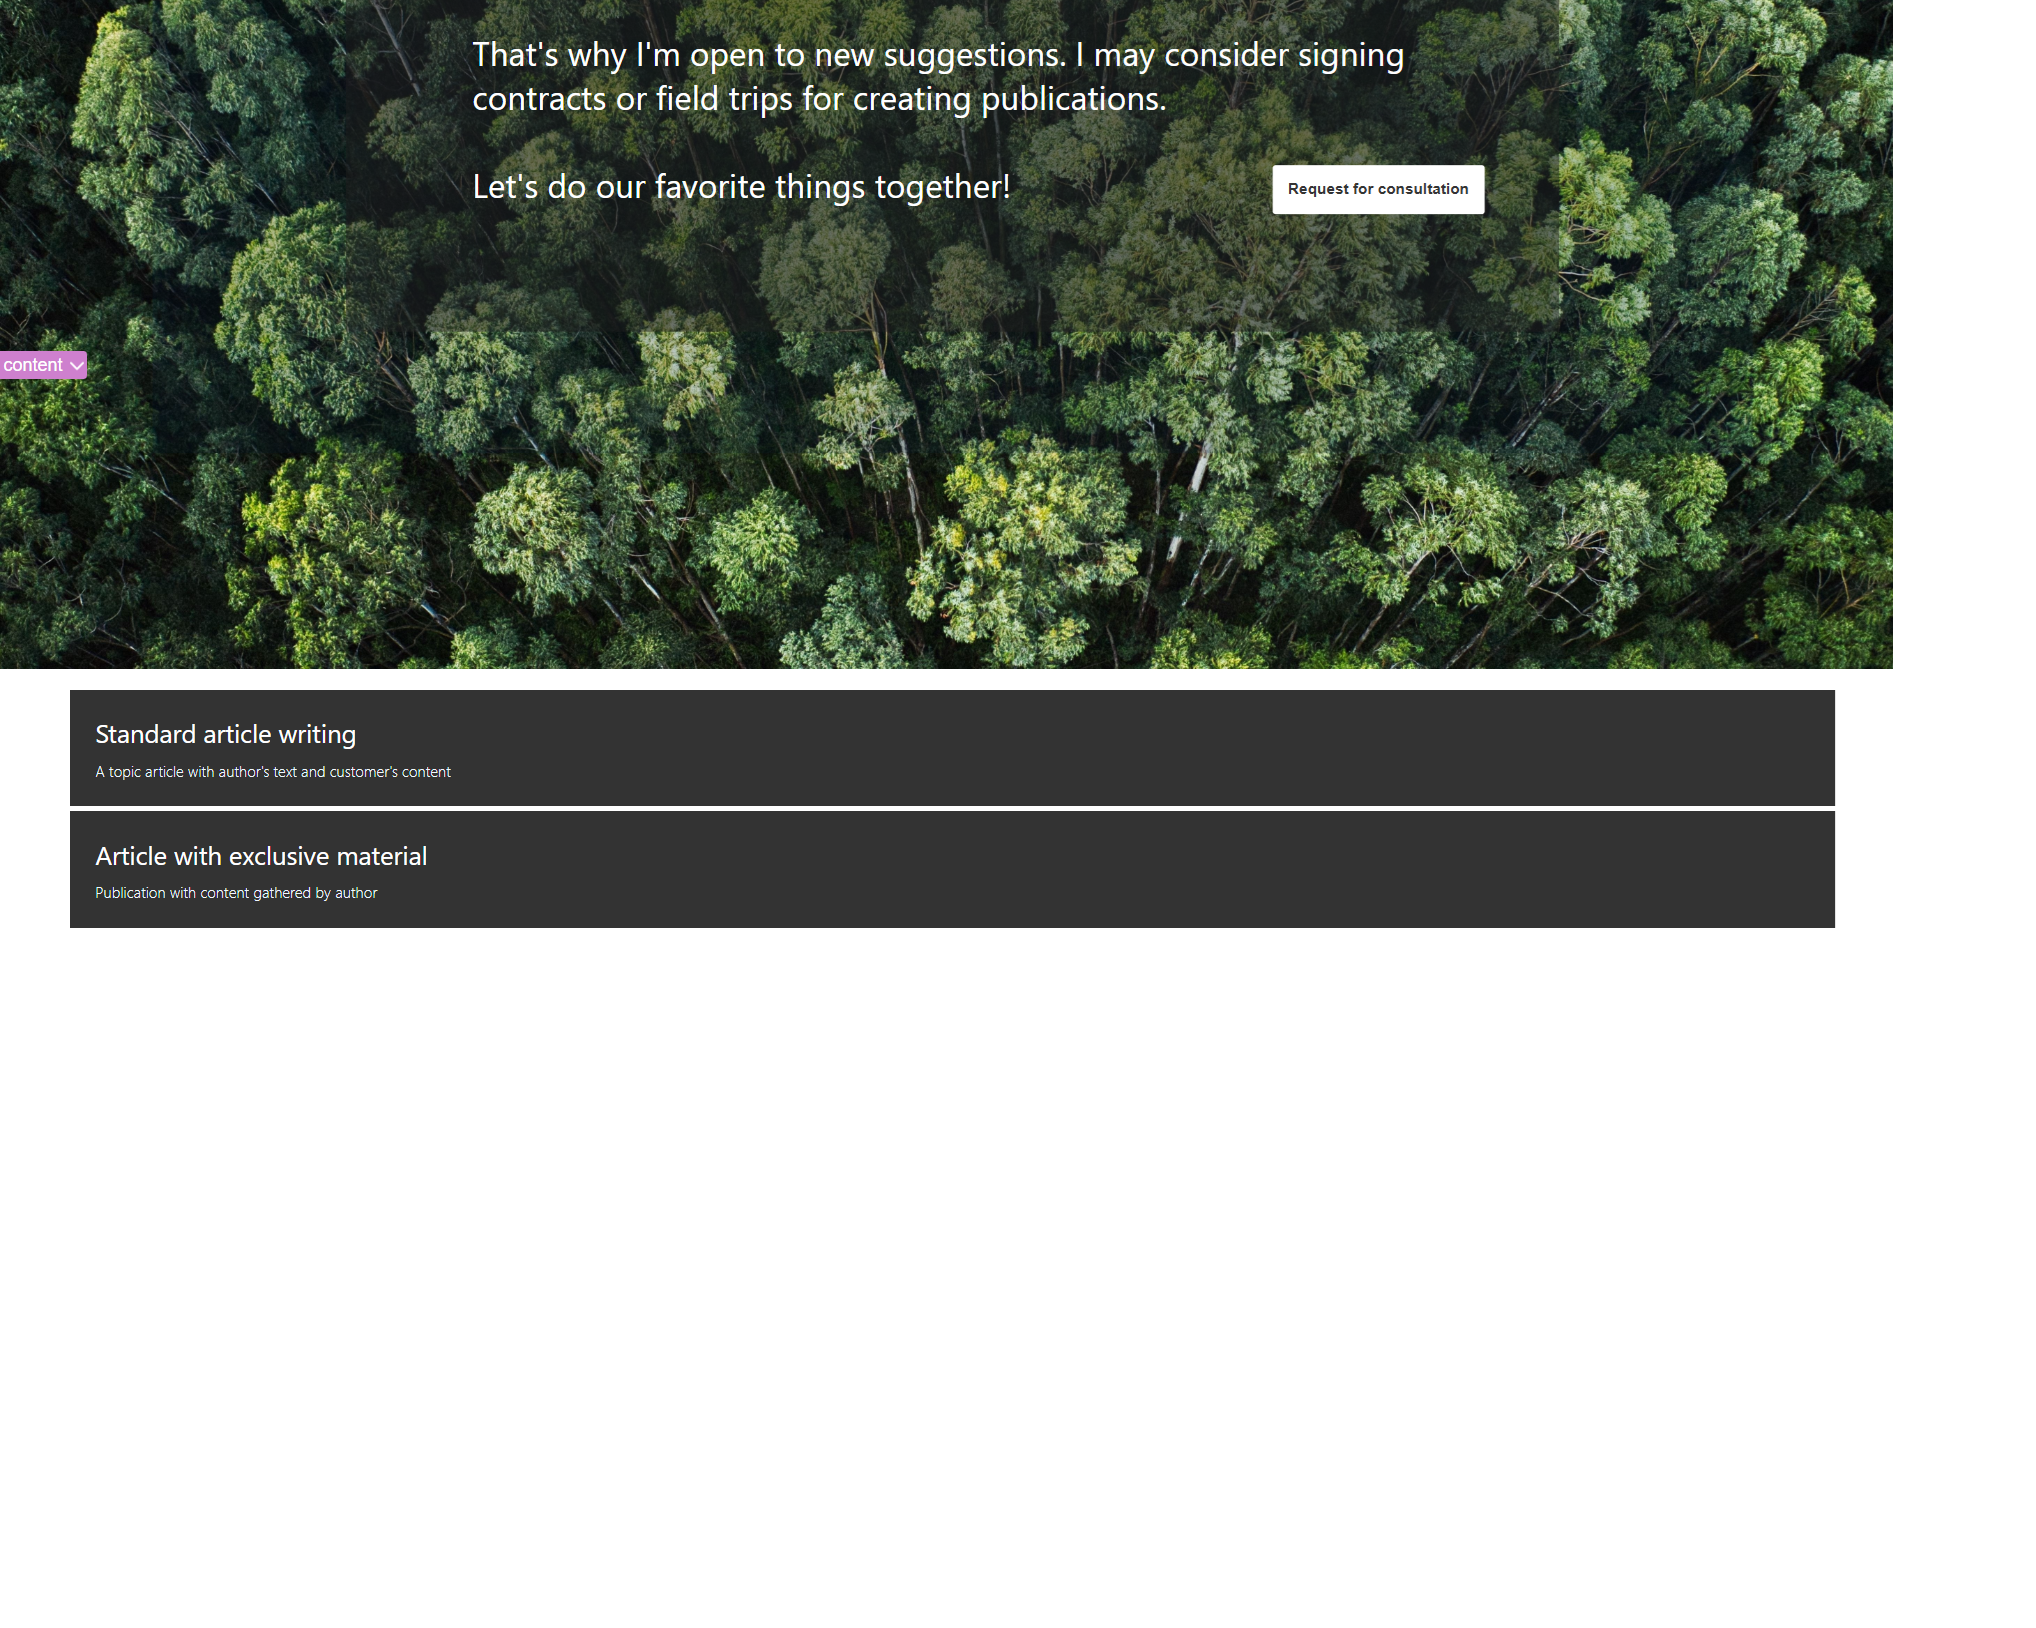 That's why I'm open to new suggestions. I may consider signing
contracts or field trips for creating publications.
Let's do our favorite things together!
Request for consultation
content
Standard article writing
A topic article with author's text and customer's content
Article with exclusive material
Publication with content gathered by author